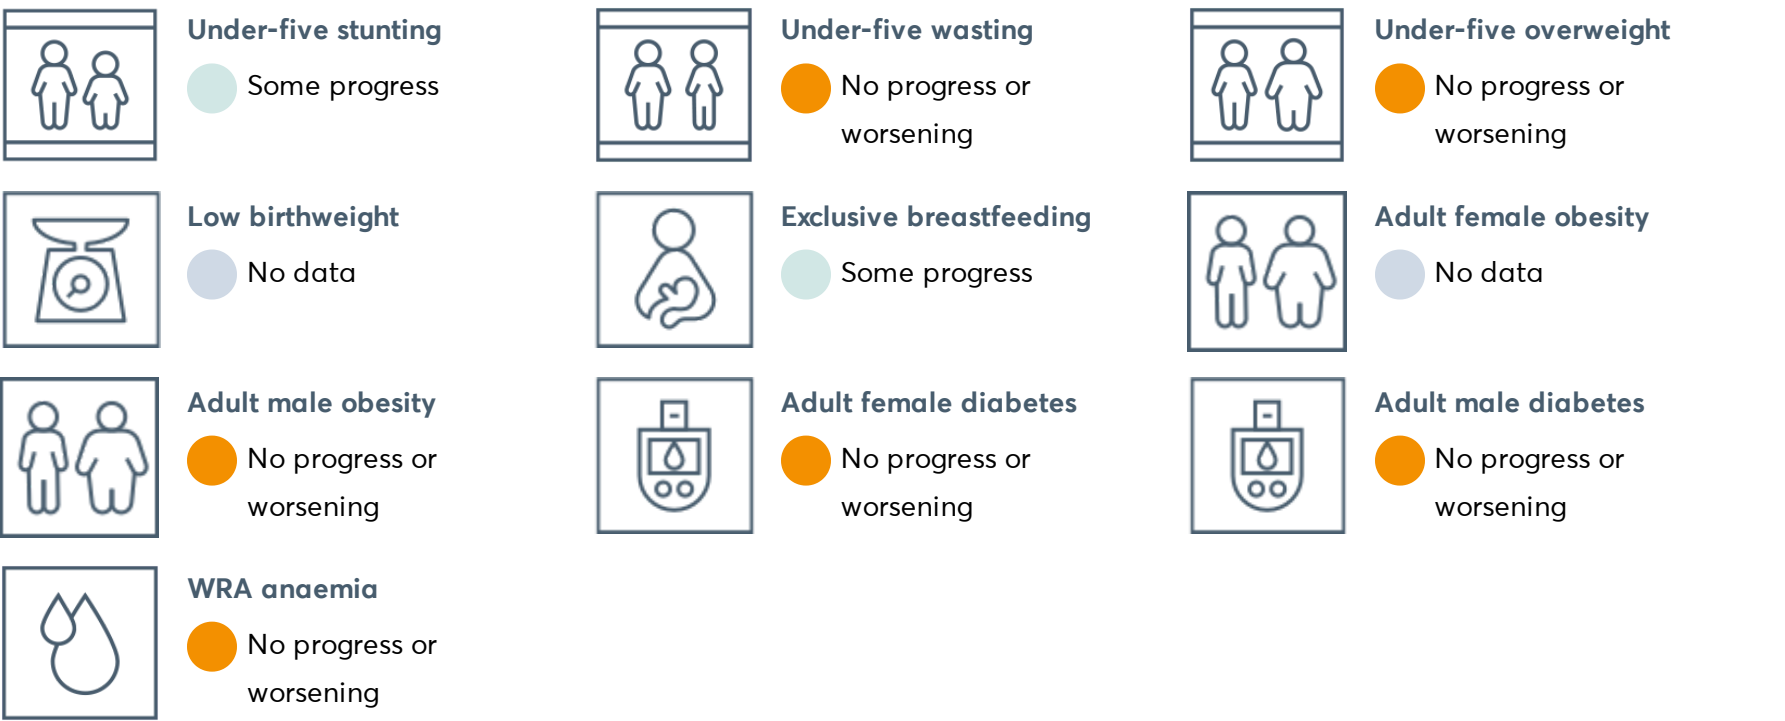 Under-five stunting
Some progress
Under-five wasting
No progress or
worsening
Under-five overweight
No progress or
worsening
Low birthweight
No data
Exclusive breastfeeding
Some progress
Adult female obesity
No data
Adult male obesity
No progress or
worsening
Adult female diabetes
No progress or
worsening
Adult male diabetes
No progress or
worsening
WRA anaemia
No progress or
worsening